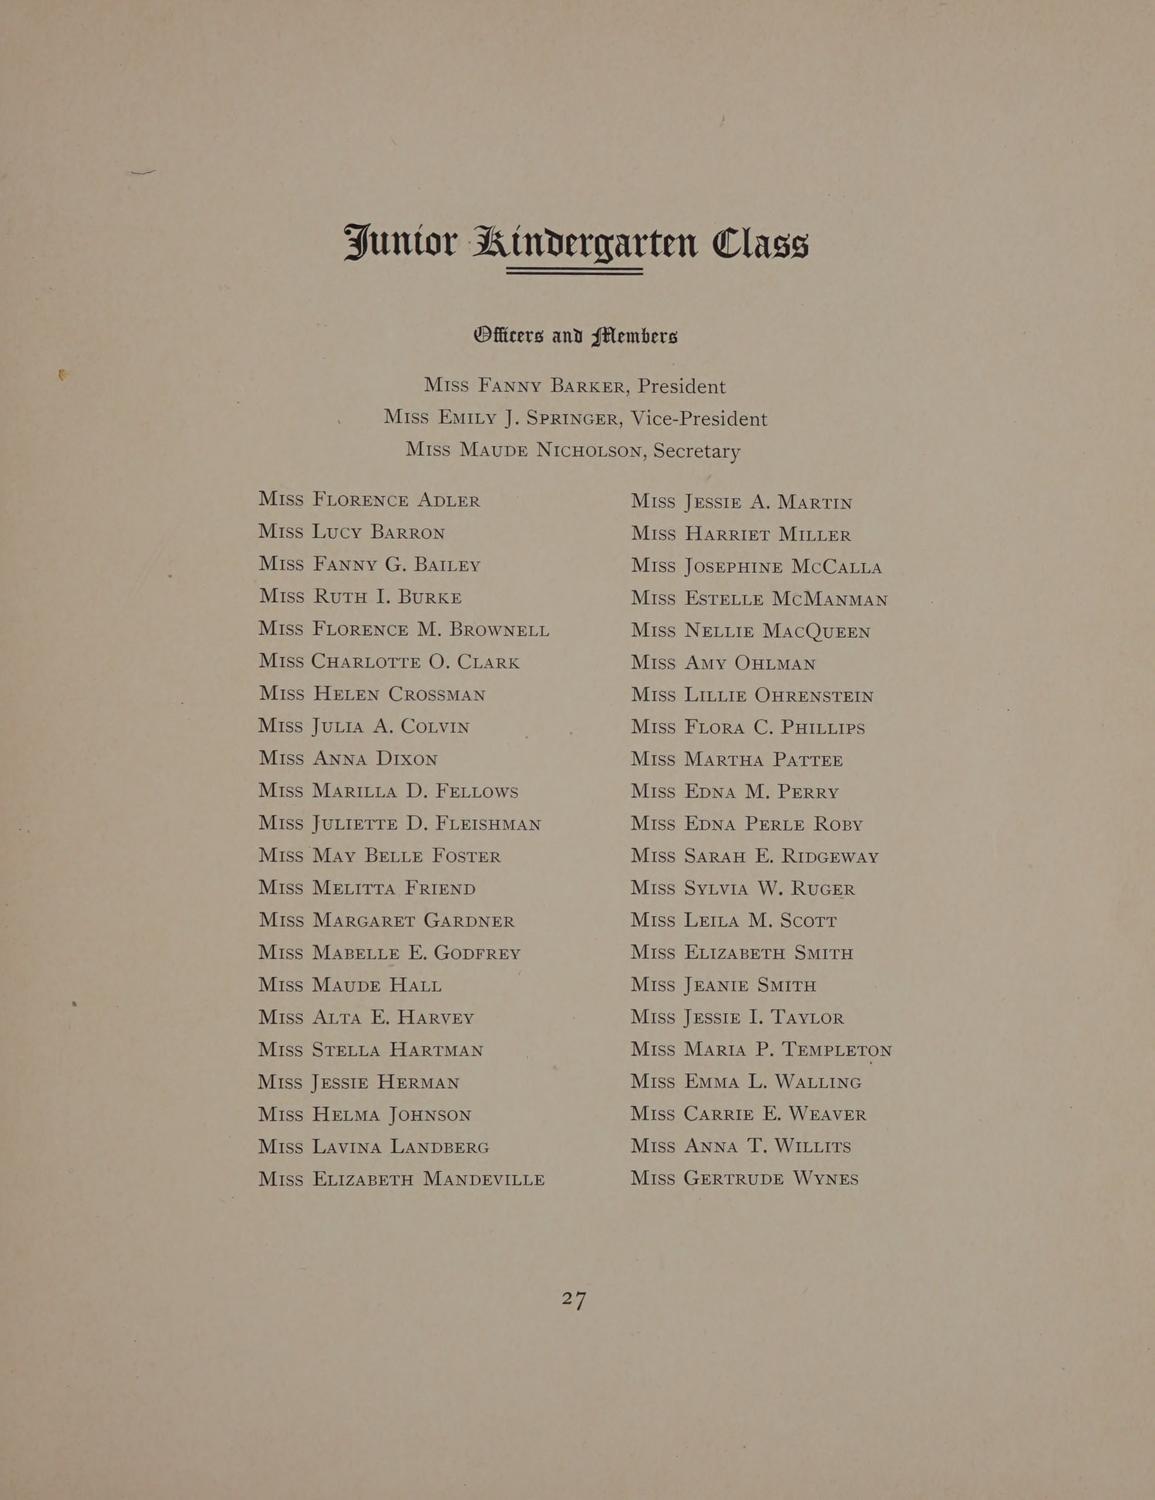 Junior Kindergarten Class
Officers and Members
Miss Fanny Barker, President
Miss Emily J. Springer, Vice-President
Miss Maude Nicholson, Secretary
Miss Florence Adler
Miss Lucy Barron
Miss Fanny G. Bailey
Miss Ruth I. Burke
Miss Florence M. Brownell
Miss Charlotte O. Clark
Miss Helen Crossman
Miss Julia A. Colvin
Miss Anna Dixon
Miss Marilla D. Fellows
Miss Juliette D. Fleishman
Miss May Belle Foster
Miss Melitta Friend
Miss Margaret Gardner
Miss Mabelle E. Godfrey
Miss Maude Hall
Miss Alta E. Harvey
Miss Stella Hartman
Miss Jessie Herman
Miss Helma Johnson
Miss Lavina Landberg
Miss Elizabeth Mandeville
Miss Jessie A. Martin
Miss Harriet Miller
Miss Josephine McCalla
Miss Estelle McManman
Miss Nellie MacQueen
Miss Amy Ohlman
Miss Lillie Ohrenstein
Miss Flora C. Phillips
Miss Martha Pattee
Miss Edna M. Perry
Miss Edna Perle Roby
Miss Sarah E. Ridgeway
Miss Sylvia W. Ruger
Miss Leila M. Scott
Miss Elizabeth Smith
Miss Jeanie Smith
Miss Jessie I. Taylor
Miss Maria P. Templeton
Miss Emma L. Walling
Miss Carrie E. Weaver
Miss Anna T. Willits
Miss Gertrude Wynes
27